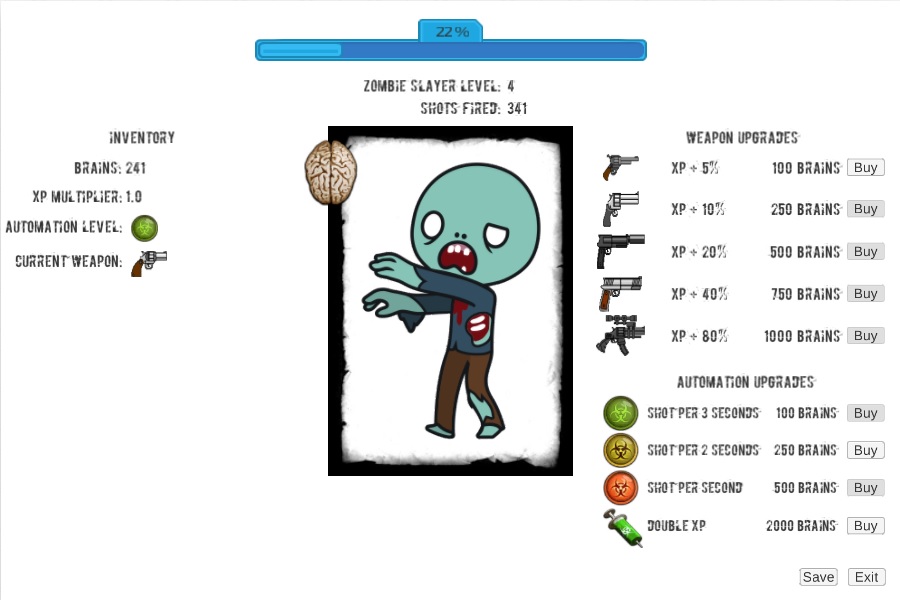 22%
ZOMBIE SLAYER LEVEL: 4
SHOTS FIRED: 341
INVENTORY
BRAINS: 241
XP MULTIPLIER: 1.0
AUTOMATION LEVEL:
CURRENT WEAPON:
WEAPON UPGRADES
XP + 5% 100 BRAINS Buy
XP + 10% 250 BRAINS Buy
XP + 20% 500 BRAINS Buy
XP + 40% 750 BRAINS Buy
XP + 80% 1000 BRAINS Buy
AUTOMATION UPGRADES
SHOT PER 3 SECONDS 100 BRAINS Buy
SHOT PER 2 SECONDS 250 BRAINS Buy
SHOT PER SECOND 500 BRAINS Buy
DOUBLE XP 2000 BRAINS Buy
Save Exit